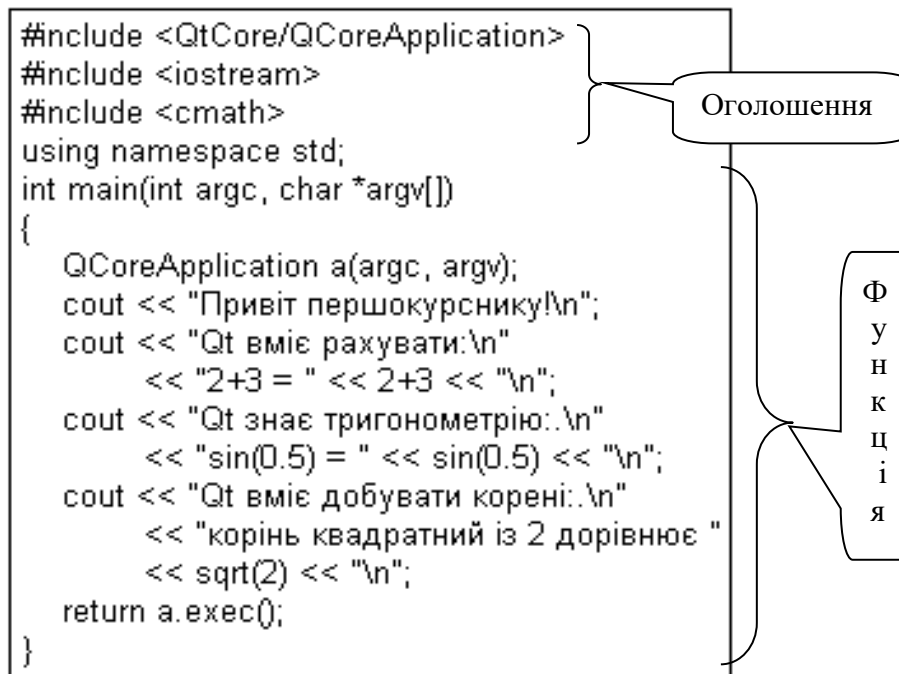 #include <QtCore/QCoreApplication>
#include <iostream>
#include <cmath>
using namespace std;
int main(int argc, char *argv[])
{
QCoreApplication a(argc, argv);
cout << "Привіт першокурснику!\n";
cout << "Qt вміє рахувати:\n"
<< "2+3 = " << 2+3 << "\n";
cout << "Qt знає тригонометрію:.\n"
<< "sin(0.5) = " << sin(0.5) << "\n";
cout << "Qt вміє добувати корені:.\n"
<< "корінь квадратний із 2 дорівнює "
<< sqrt(2) << "\n";
return a.exec();
}
Оголошення
Ф
у
н
к
ц
і
я